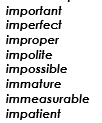 important
imperfect
improper
impolite
impossible
immature
immeasurable
impatient